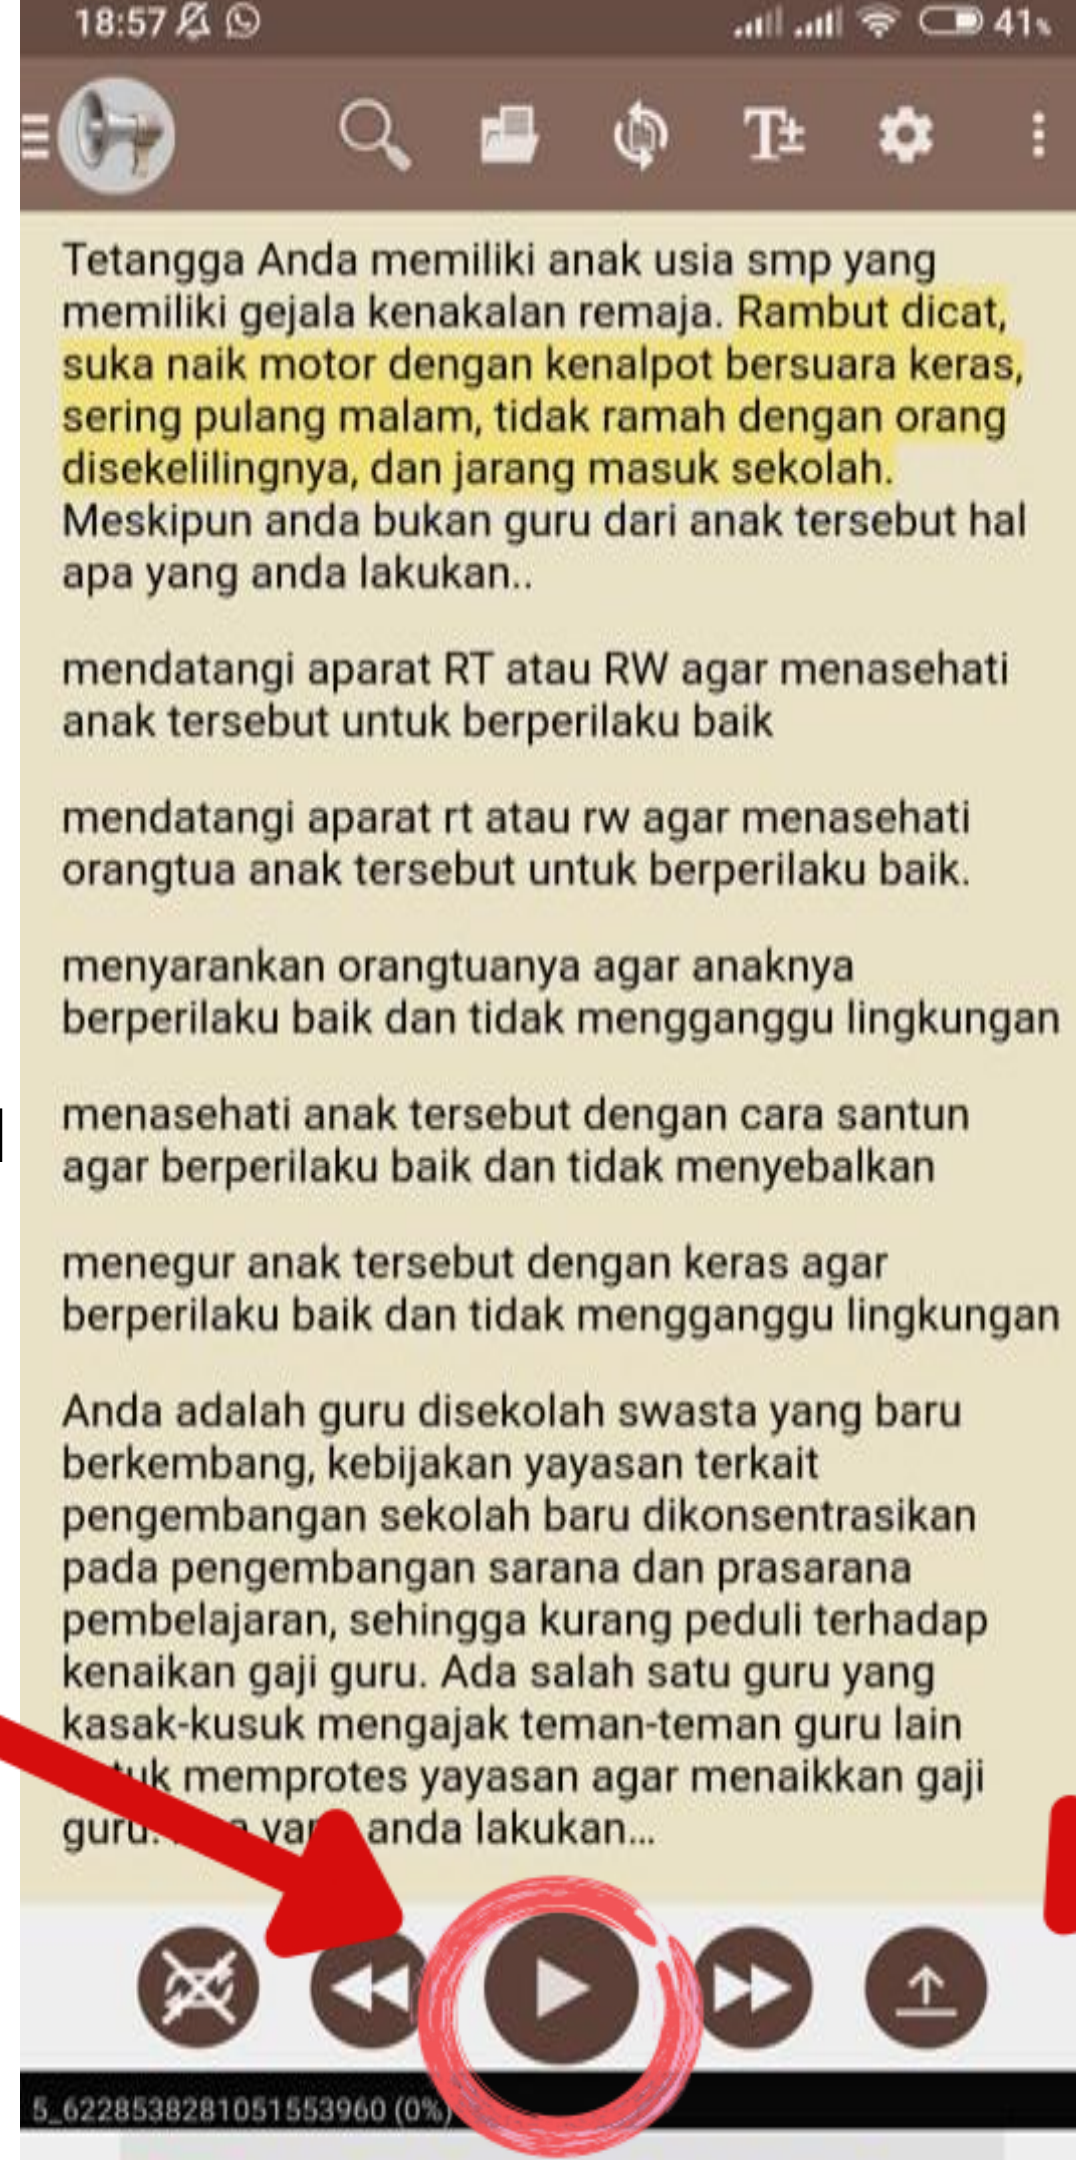 18:57
41%
T±
Tetangga Anda memiliki anak usia smp yang
memiliki gejala kenakalan remaja. Rambut dicat,
suka naik motor dengan kenalpot bersuara keras,
sering pulang malam, tidak ramah dengan orang
disekelilingnya, dan jarang masuk sekolah.
Meskipun anda bukan guru dari anak tersebut hal
apa yang anda lakukan..
mendatangi aparat RT atau RW agar menasehati
anak tersebut untuk berperilaku baik
mendatangi aparat rt atau rw agar menasehati
orangtua anak tersebut untuk berperilaku baik.
menyarankan orangtuanya agar anaknya
berperilaku baik dan tidak mengganggu lingkungan
menasehati anak tersebut dengan cara santun
agar berperilaku baik dan tidak menyebalkan
menegur anak tersebut dengan keras agar
berperilaku baik dan tidak mengganggu lingkungan
Anda adalah guru disekolah swasta yang baru
berkembang, kebijakan yayasan terkait
pengembangan sekolah baru dikonsentrasikan
pada pengembangan sarana dan prasarana
pembelajaran, sehingga kurang peduli terhadap
kenaikan gaji guru. Ada salah satu guru yang
kasak-kusuk mengajak teman-teman guru lain
memprotes yayasan agar menaikkan gaji
guru. anda lakukan...
5_6228538281051553960 (0%)